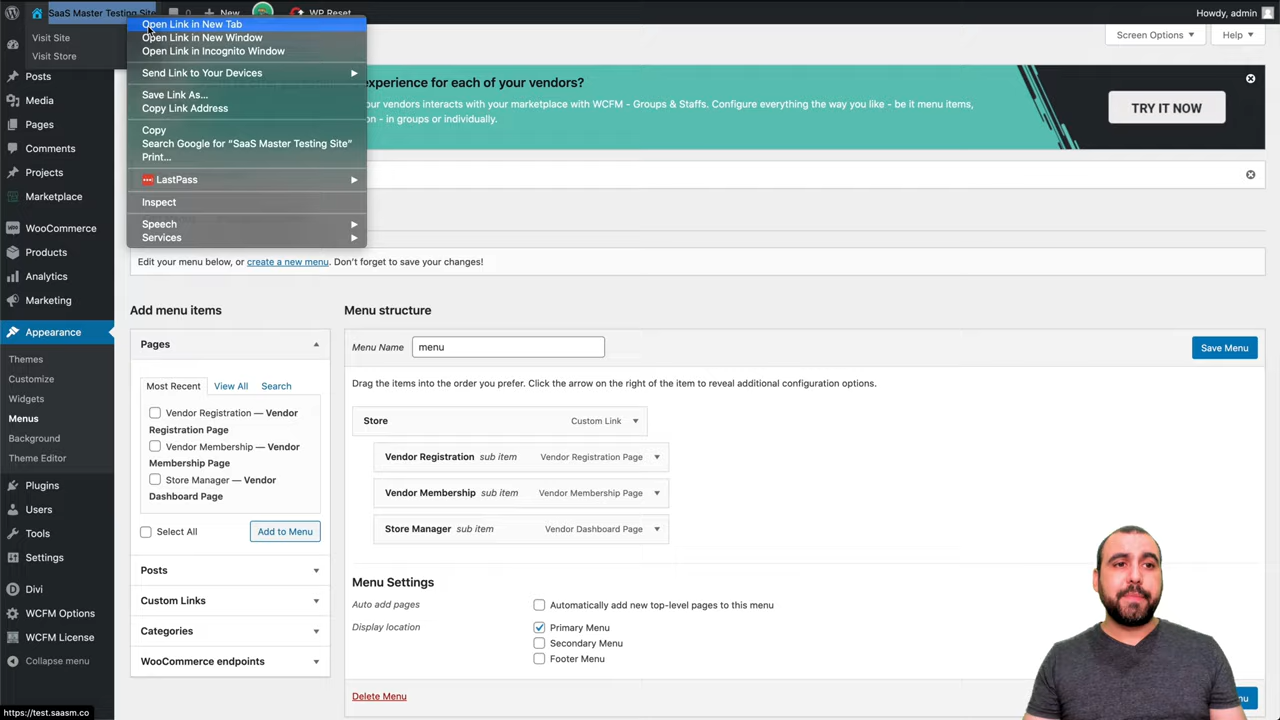 SaaS Master Testing Site
0
New
WP Reset
Howdy, admin
Visit Site
Visit Store
Open Link in New Tab
Open Link in New Window
Open Link in Incognito Window
Send Link to Your Devices
Save Link As...
Copy Link Address
Copy
Search Google for “SaaS Master Testing Site”
Print...
LastPass
Inspect
Speech
Services
Screen Options
Help
experience for each of your vendors?
our vendors interacts with your marketplace with WCFM - Groups & Staffs. Configure everything the way you like - be it menu items,
on - in groups or individually.
TRY IT NOW
Posts
Media
Pages
Comments
Projects
Marketplace
WooCommerce
Products
Analytics
Marketing
Appearance
Themes
Customize
Widgets
Menus
Background
Theme Editor
Plugins
Users
Tools
Settings
Divi
WCFM Options
WCFM License
Collapse menu
https://test.saasm.co
Edit your menu below, or create a new menu. Don’t forget to save your changes!
Add menu items
Pages
Most Recent
View All
Search
Vendor Registration — Vendor
Registration Page
Vendor Membership — Vendor
Membership Page
Store Manager — Vendor
Dashboard Page
Select All
Add to Menu
Posts
Custom Links
Categories
WooCommerce endpoints
Menu structure
Menu Name
menu
Save Menu
Drag the items into the order you prefer. Click the arrow on the right of the item to reveal additional configuration options.
Store
Custom Link
Vendor Registration sub item
Vendor Registration Page
Vendor Membership sub item
Vendor Membership Page
Store Manager sub item
Vendor Dashboard Page
Menu Settings
Auto add pages
Automatically add new top-level pages to this menu
Display location
Primary Menu
Secondary Menu
Footer Menu
Delete Menu